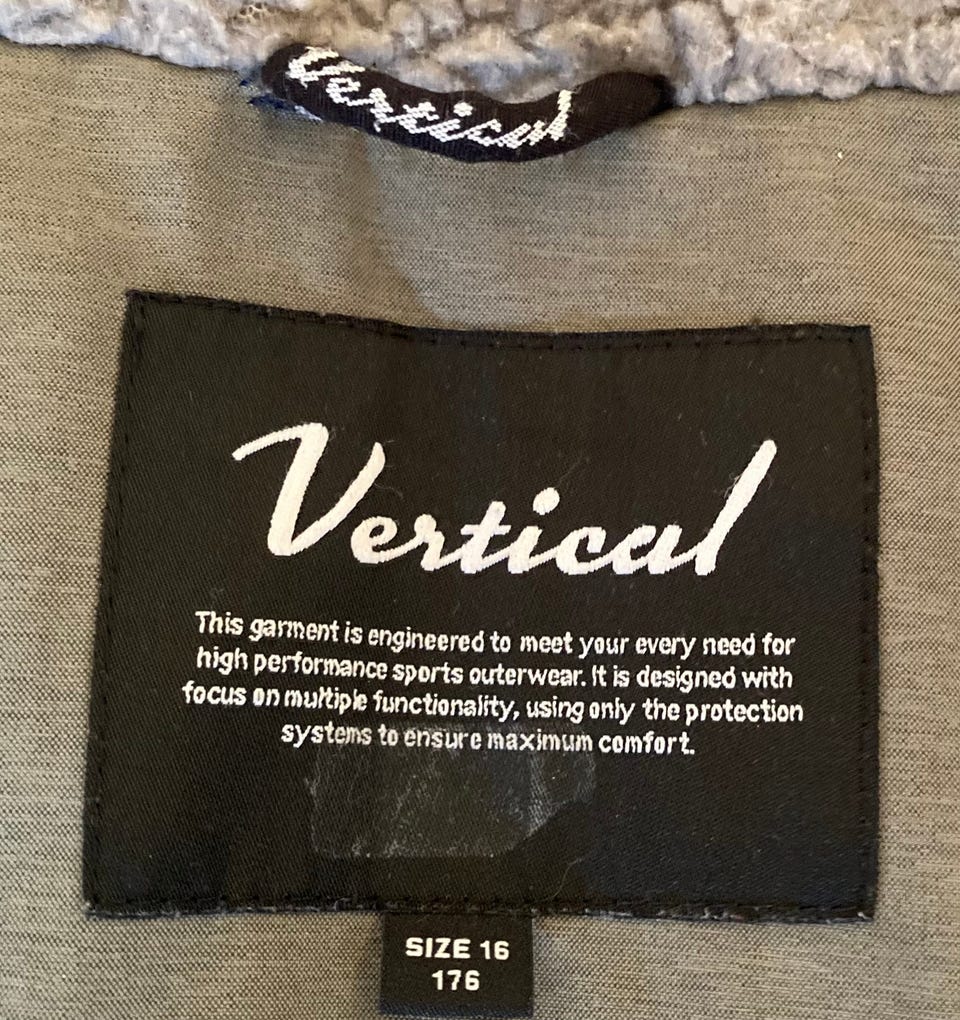 Vertical
Vertical
This garment is engineered to meet your every need for
high performance sports outerwear. It is designed with
focus on multiple functionality, using only the protection
systems to ensure maximum comfort.
SIZE 16
176